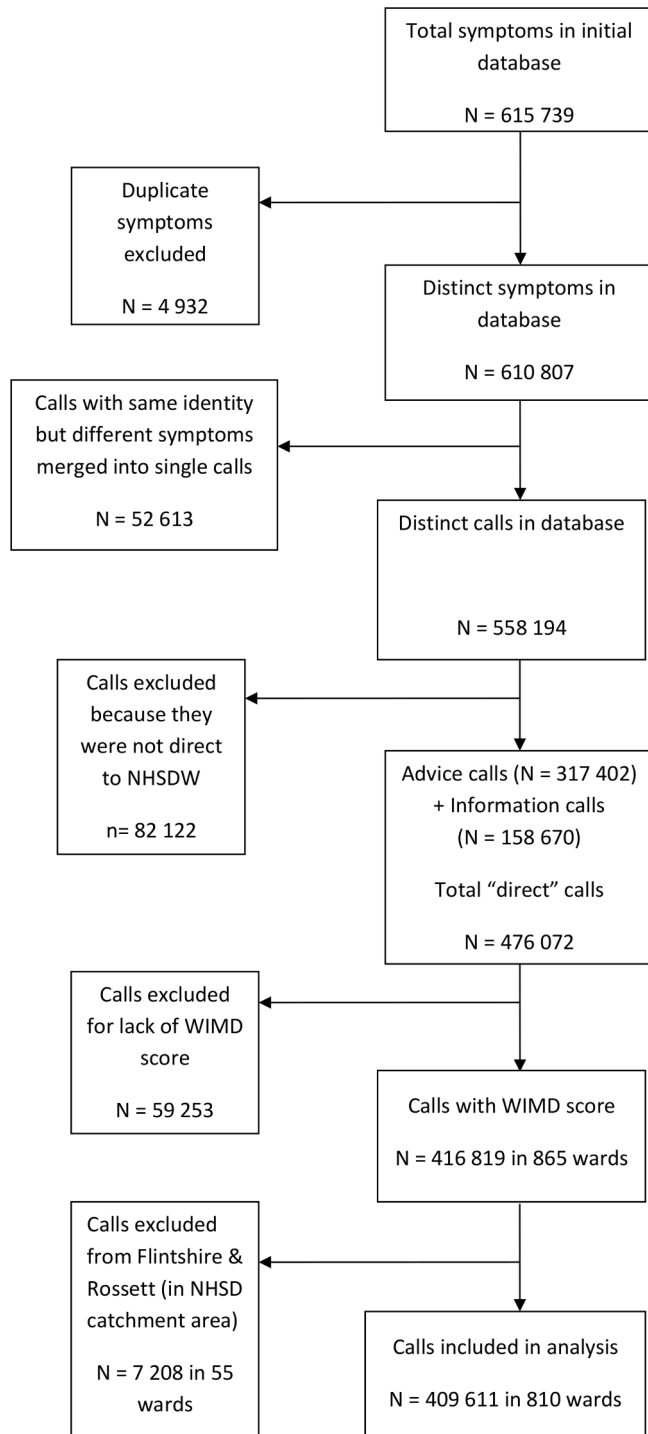 Total symptoms in initial
database
N = 615 739
Duplicate
symptoms
excluded
N = 4 932
Distinct symptoms in
database
N = 610 807
Calls with same identity
but different symptoms
merged into single calls
N = 52 613
Distinct calls in database
N = 558 194
Calls excluded
because they
were not direct
to NHSDW
n= 82 122
Advice calls (N = 317 402)
+ Information calls
(N = 158 670)
Total “direct” calls
N = 476 072
Calls excluded
for lack of WIMD
score
N = 59 253
Calls with WIMD score
N = 416 819 in 865 wards
Calls excluded
from Flintshire &
Rossett (in NHSD
catchment area)
N = 7 208 in 55
wards
Calls included in analysis
N = 409 611 in 810 wards